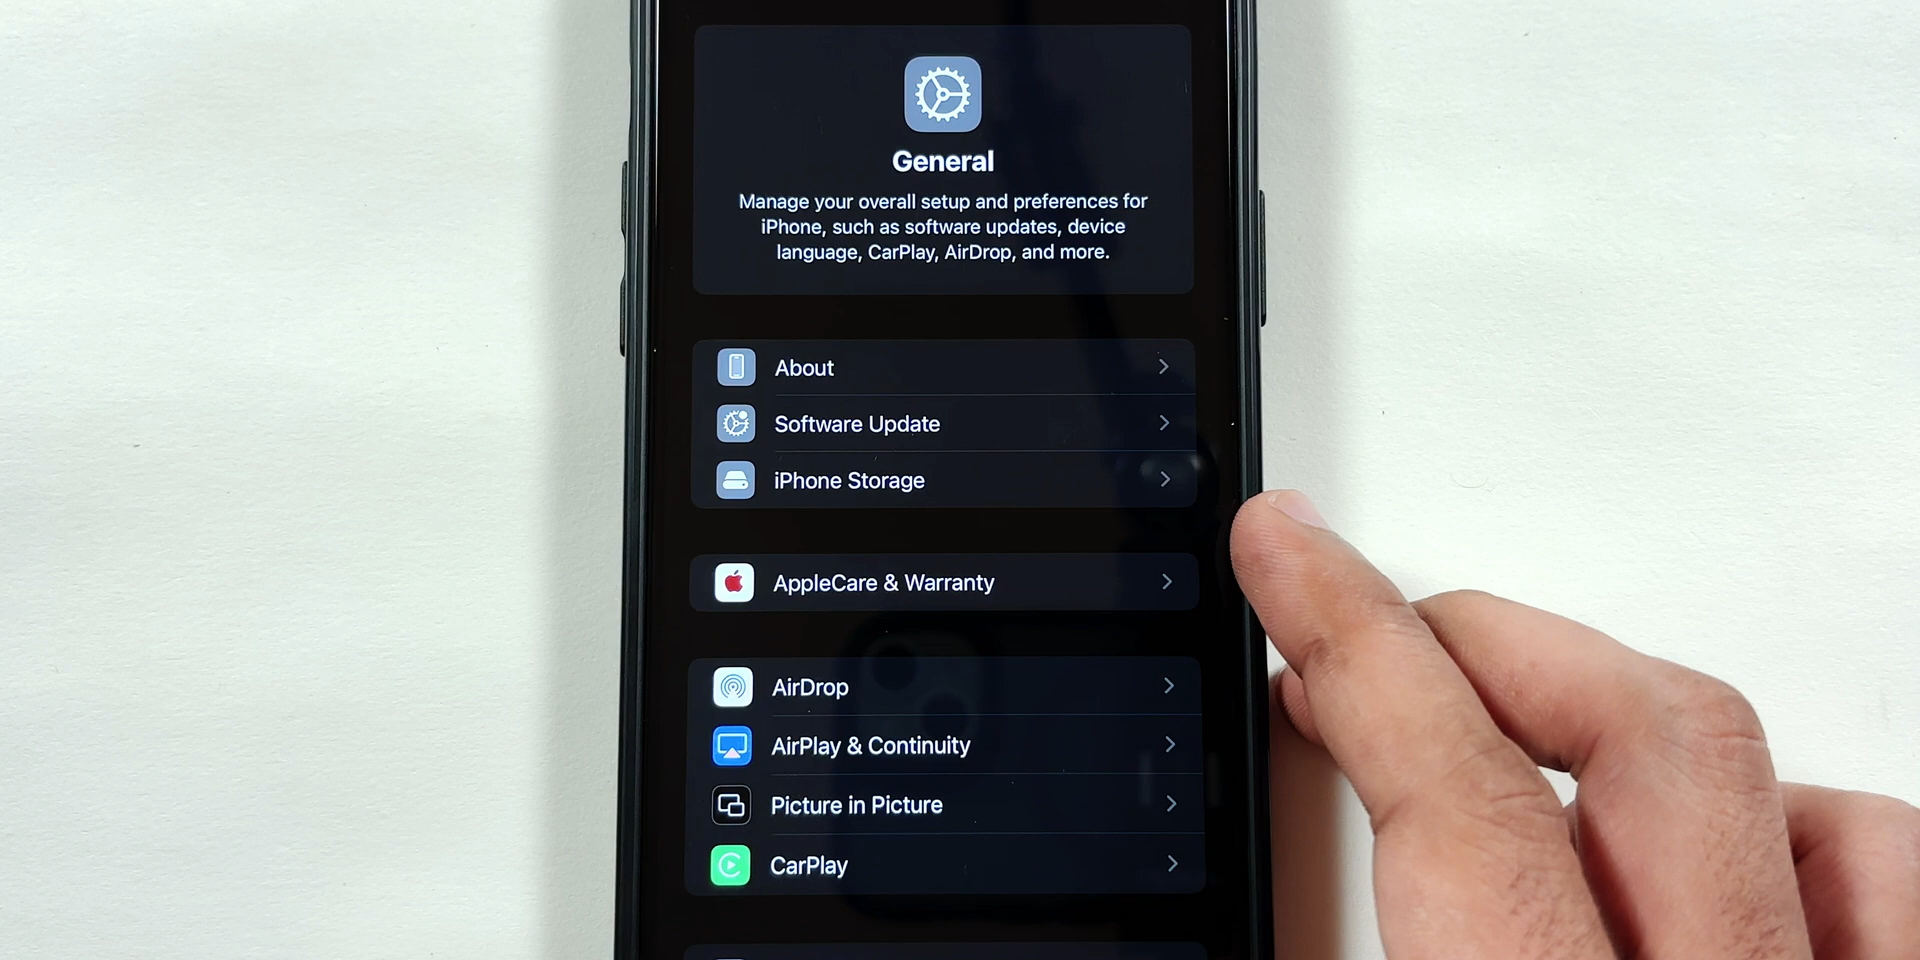 General
Manage your overall setup and preferences for
iPhone, such as software updates, device
language, CarPlay, AirDrop, and more.
About
Software Update
iPhone Storage
AppleCare & Warranty
AirDrop
AirPlay & Continuity
Picture in Picture
CarPlay